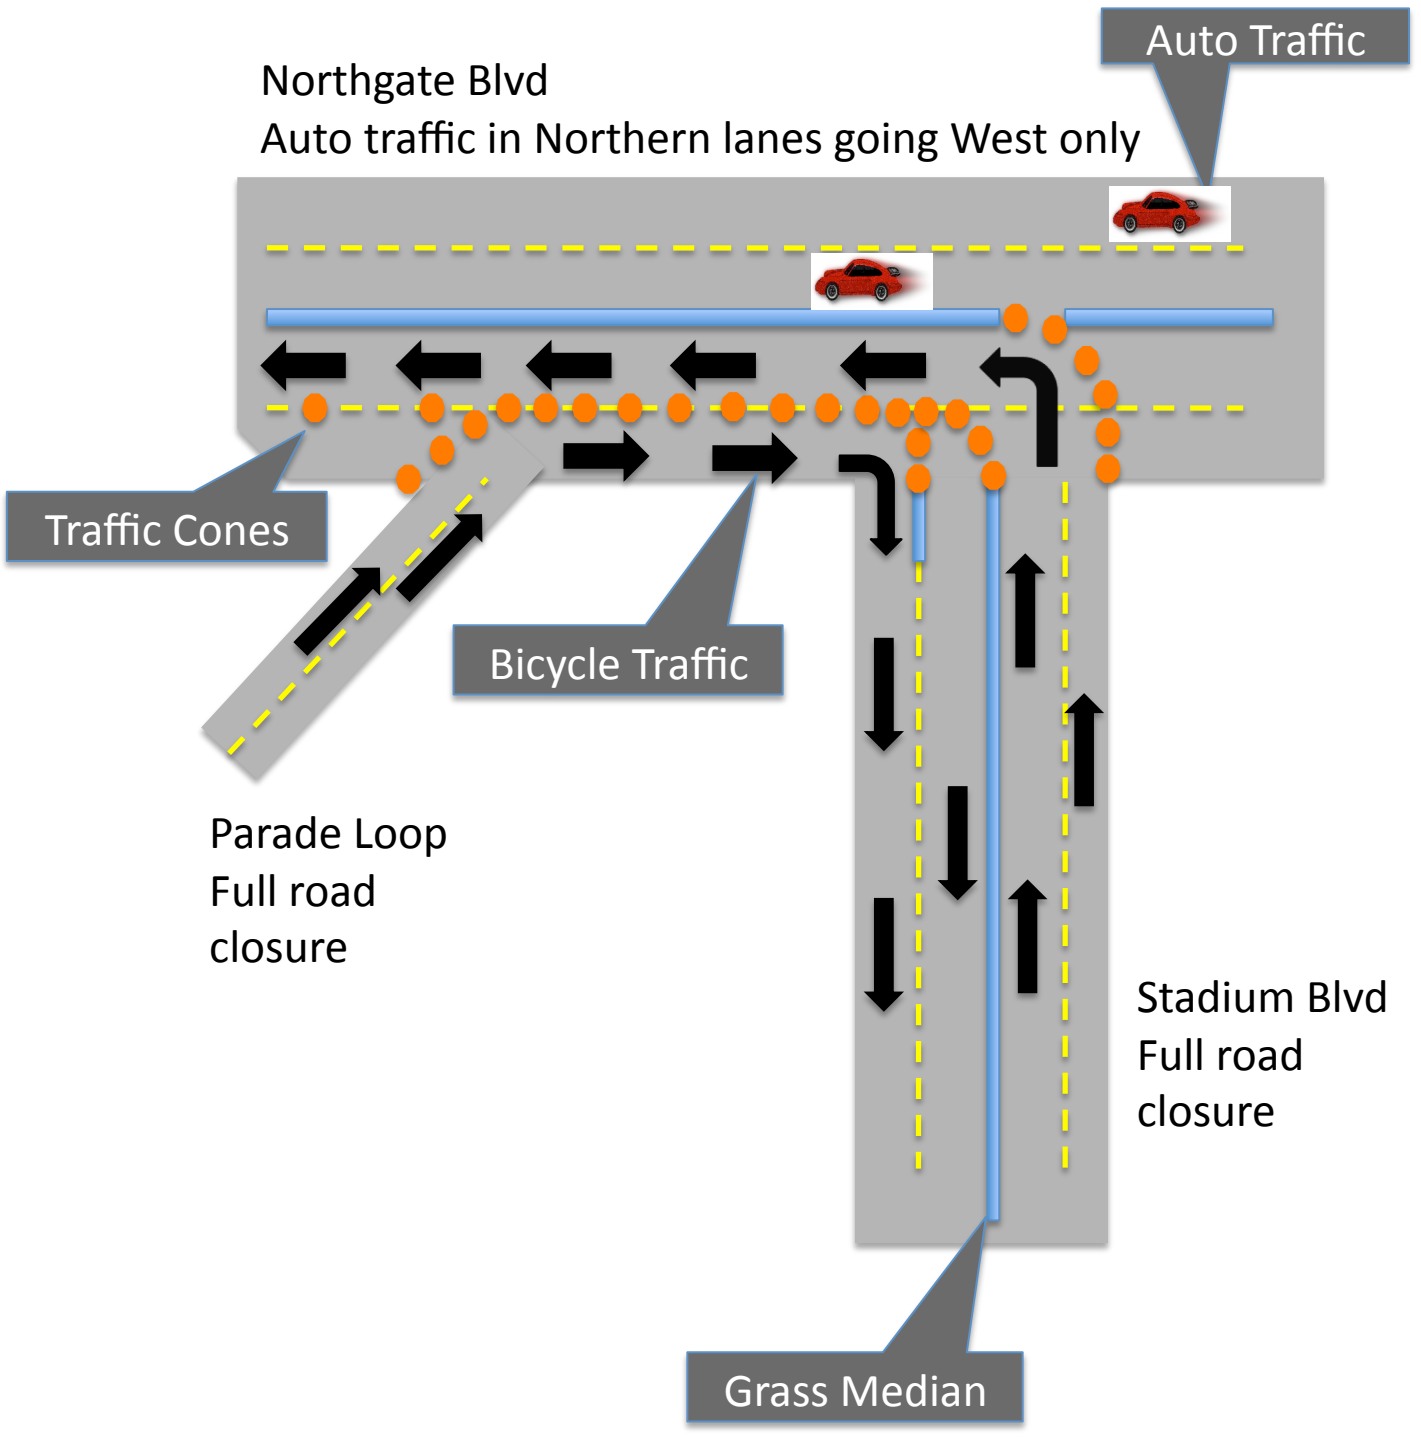 Auto Traffic
Northgate Blvd
Auto traffic in Northern lanes going West only
Traffic Cones
Bicycle Traffic
Parade Loop
Full road
closure
Stadium Blvd
Full road
closure
Grass Median